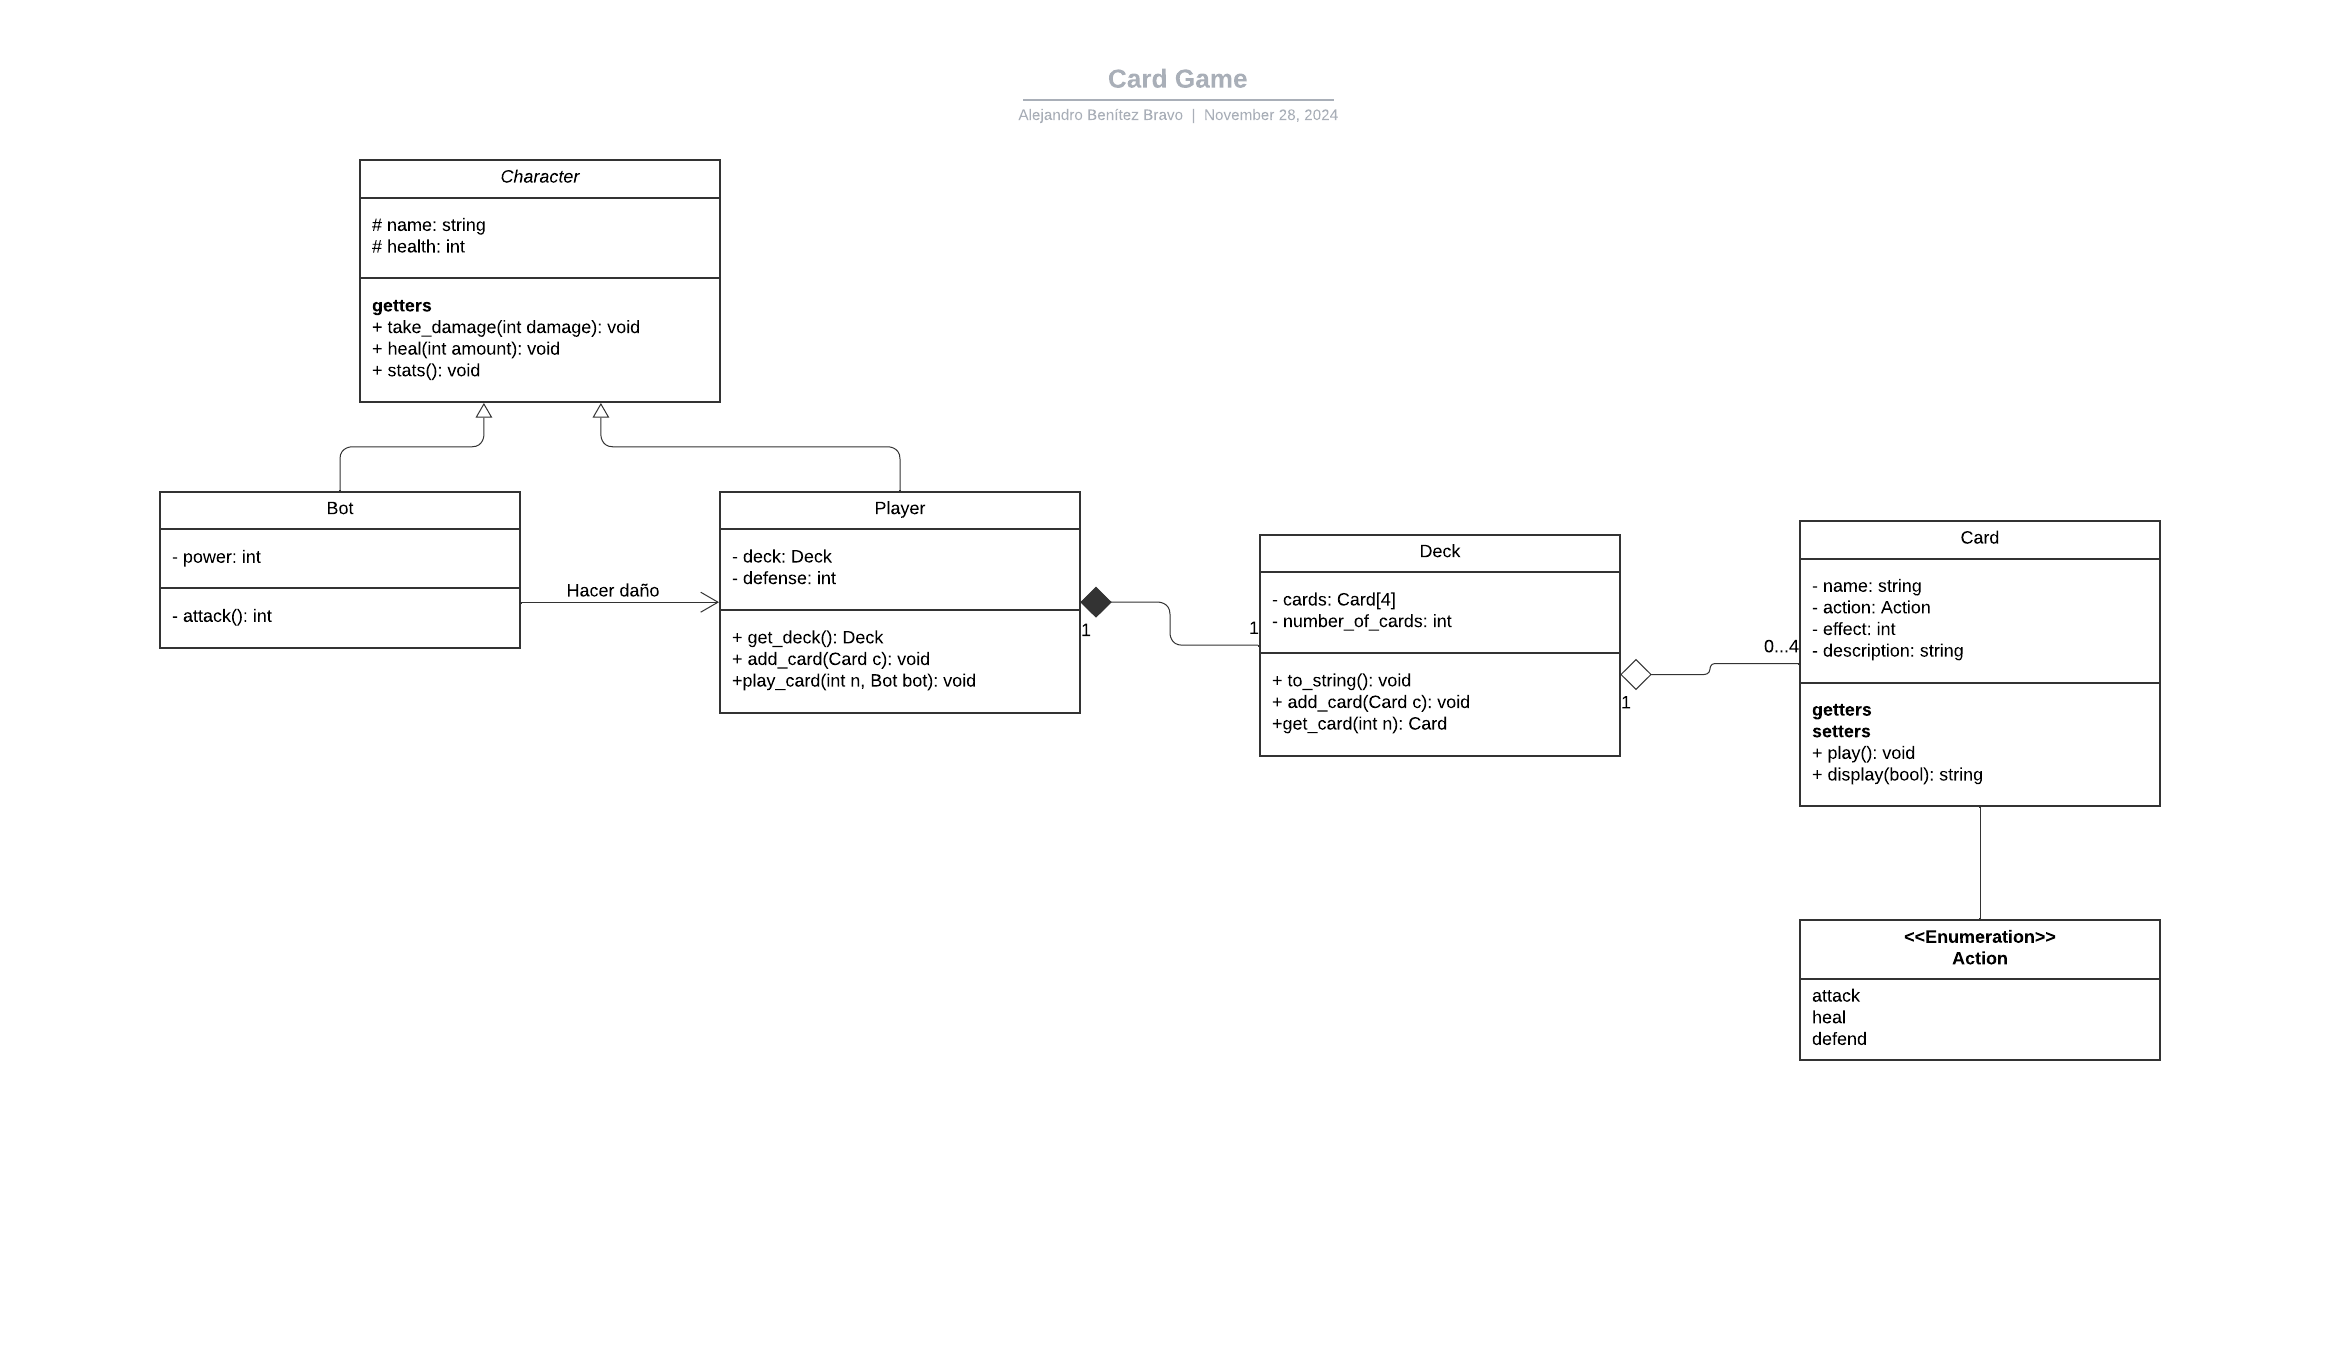 Card Game
Alejandro Benítez Bravo | November 28, 2024
Character
# name: string
# health: int
getters
+ take_damage(int damage): void
+ heal(int amount): void
+ stats(): void
Bot
- power: int
- attack(): int
Hacer daño
Player
- deck: Deck
- defense: int
+ get_deck(): Deck
+ add_card(Card c): void
+play_card(int n, Bot bot): void
1
1
Deck
- cards: Card[4]
- number_of_cards: int
+ to_string(): void
+ add_card(Card c): void
+get_card(int n): Card
1
0...4
Card
- name: string
- action: Action
- effect: int
- description: string
getters
setters
+ play(): void
+ display(bool): string
<<Enumeration>>
Action
attack
heal
defend